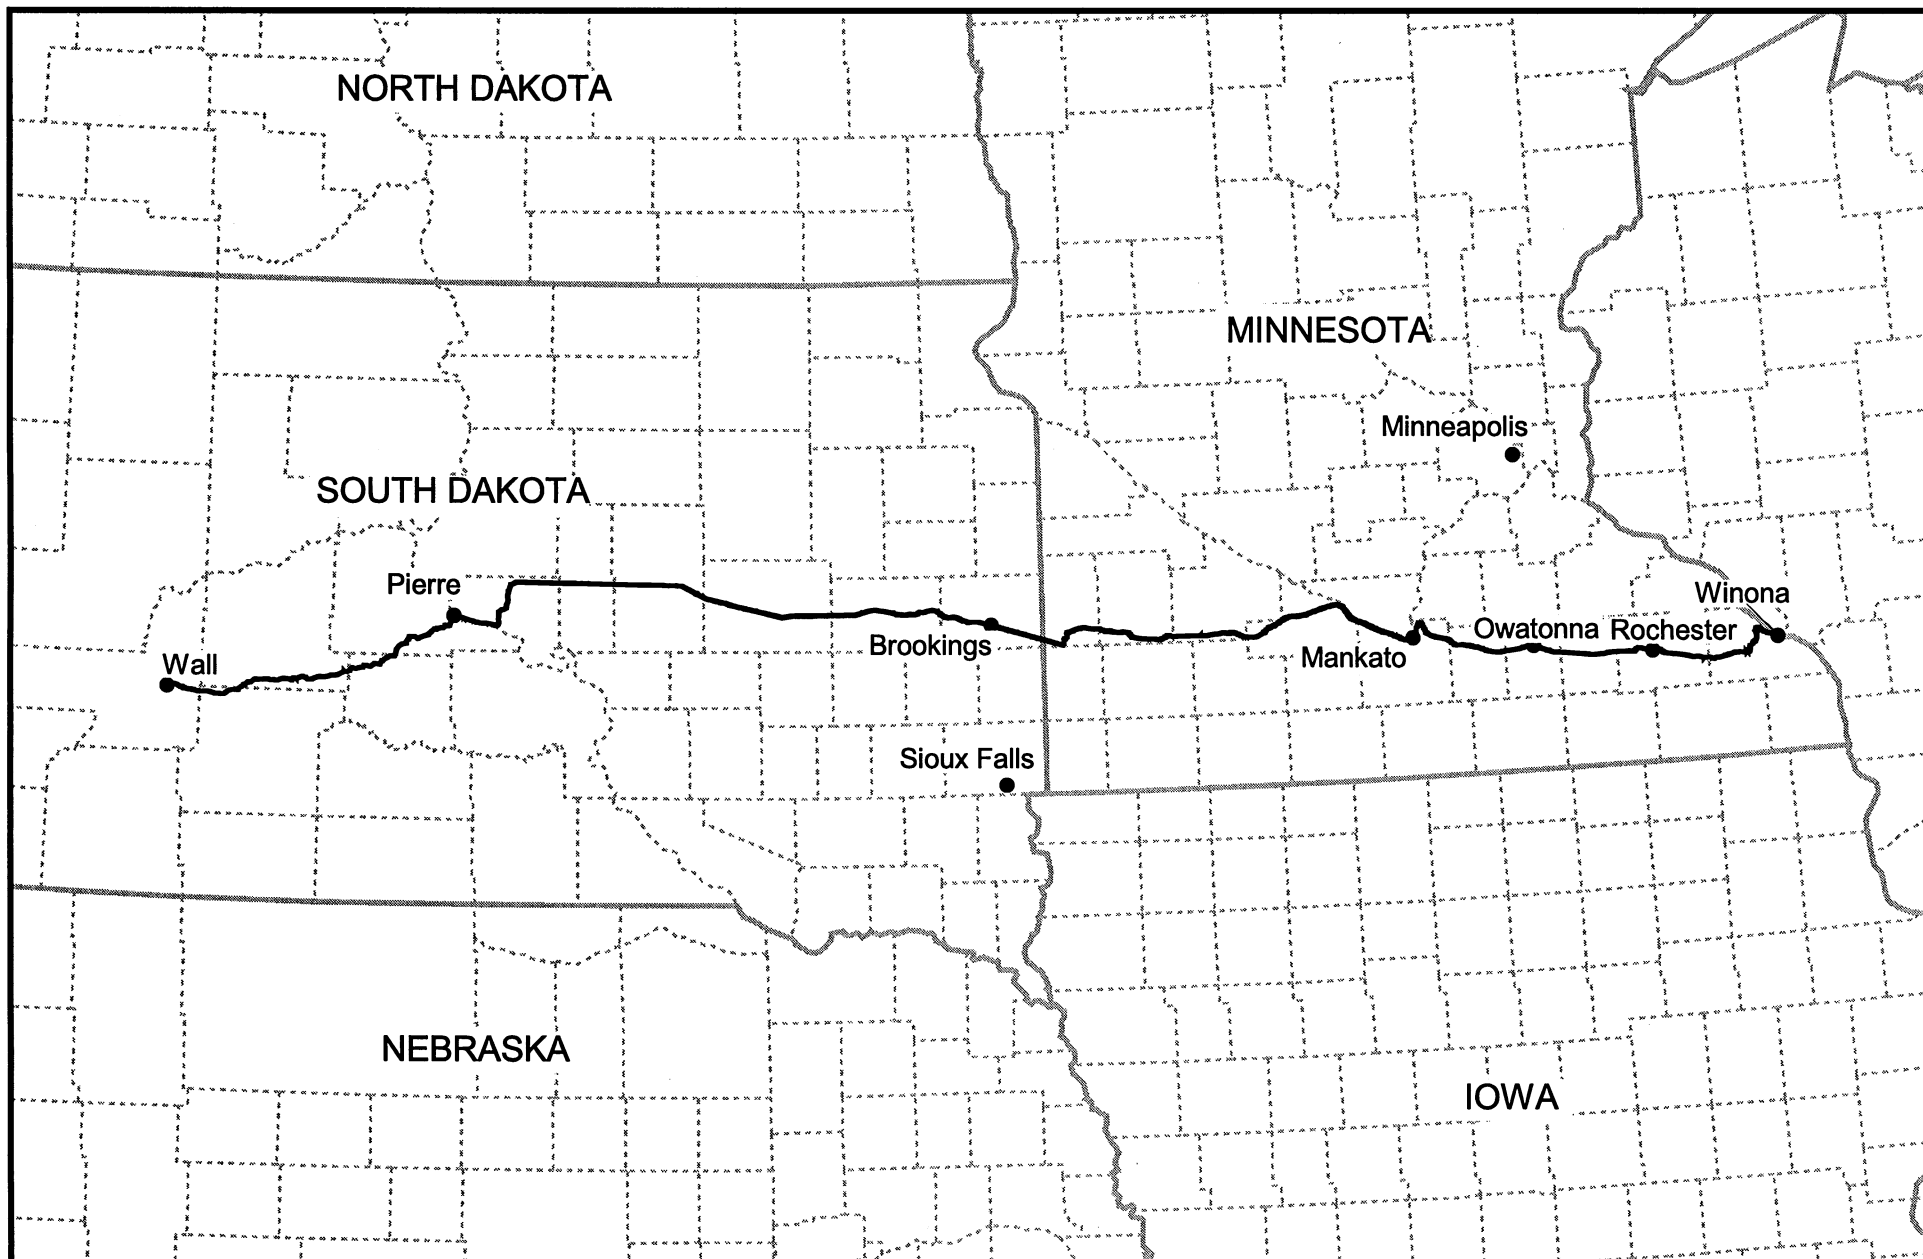 NORTH DAKOTA
MINNESOTA
Minneapolis
SOUTH DAKOTA
Pierre
Winona
Owatonna Rochester
Brookings
Mankato
Wall
Sioux Falls
NEBRASKA
IOWA